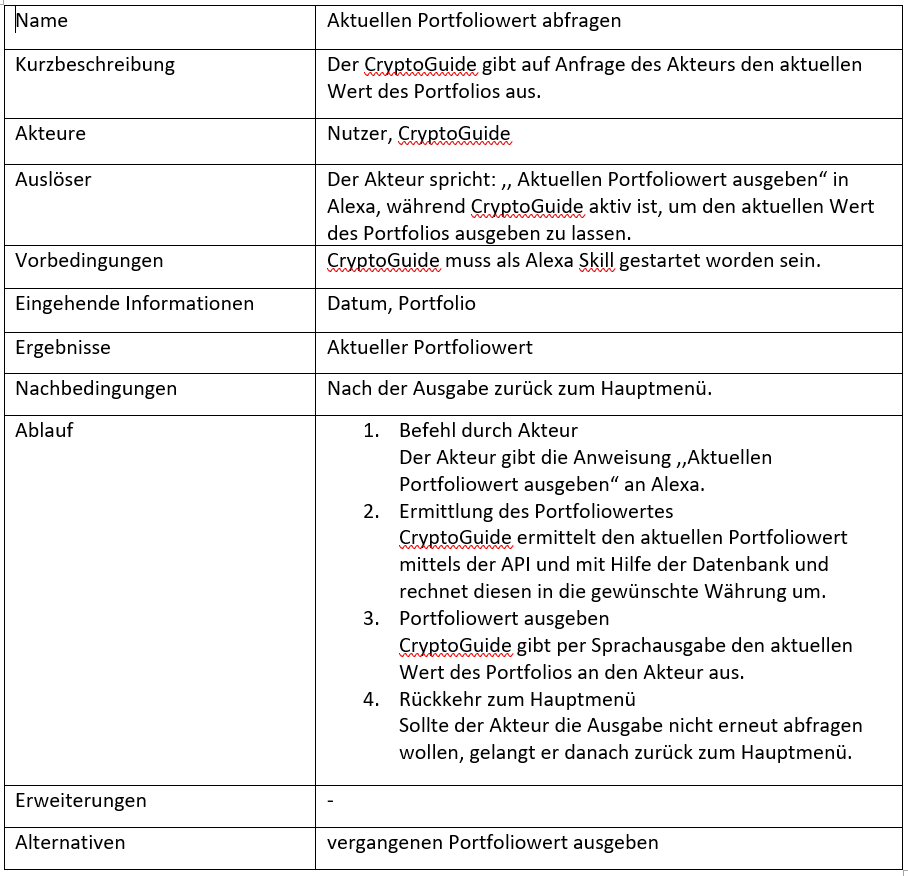 Name
Aktuellen Portfoliowert abfragen
Kurzbeschreibung
Der CryptoGuide gibt auf Anfrage des Akteurs den aktuellen
Wert des Portfolios aus.
Akteure
Nutzer, CryptoGuide
Auslöser
Der Akteur spricht: ,, Aktuellen Portfoliowert ausgeben“ in
Alexa, während CryptoGuide aktiv ist, um den aktuellen Wert
des Portfolios ausgeben zu lassen.
Vorbedingungen
CryptoGuide muss als Alexa Skill gestartet worden sein.
Eingehende Informationen
Datum, Portfolio
Ergebnisse
Aktueller Portfoliowert
Nachbedingungen
Nach der Ausgabe zurück zum Hauptmenü.
Ablauf
1. Befehl durch Akteur
Der Akteur gibt die Anweisung ,,Aktuellen
Portfoliowert ausgeben“ an Alexa.
2. Ermittlung des Portfoliowertes
CryptoGuide ermittelt den aktuellen Portfoliowert
mittels der API und mit Hilfe der Datenbank und
rechnet diesen in die gewünschte Währung um.
3. Portfoliowert ausgeben
CryptoGuide gibt per Sprachausgabe den aktuellen
Wert des Portfolios an den Akteur aus.
4. Rückkehr zum Hauptmenü
Sollte der Akteur die Ausgabe nicht erneut abfragen
wollen, gelangt er danach zurück zum Hauptmenü.
Erweiterungen
-
Alternativen
vergangenen Portfoliowert ausgeben